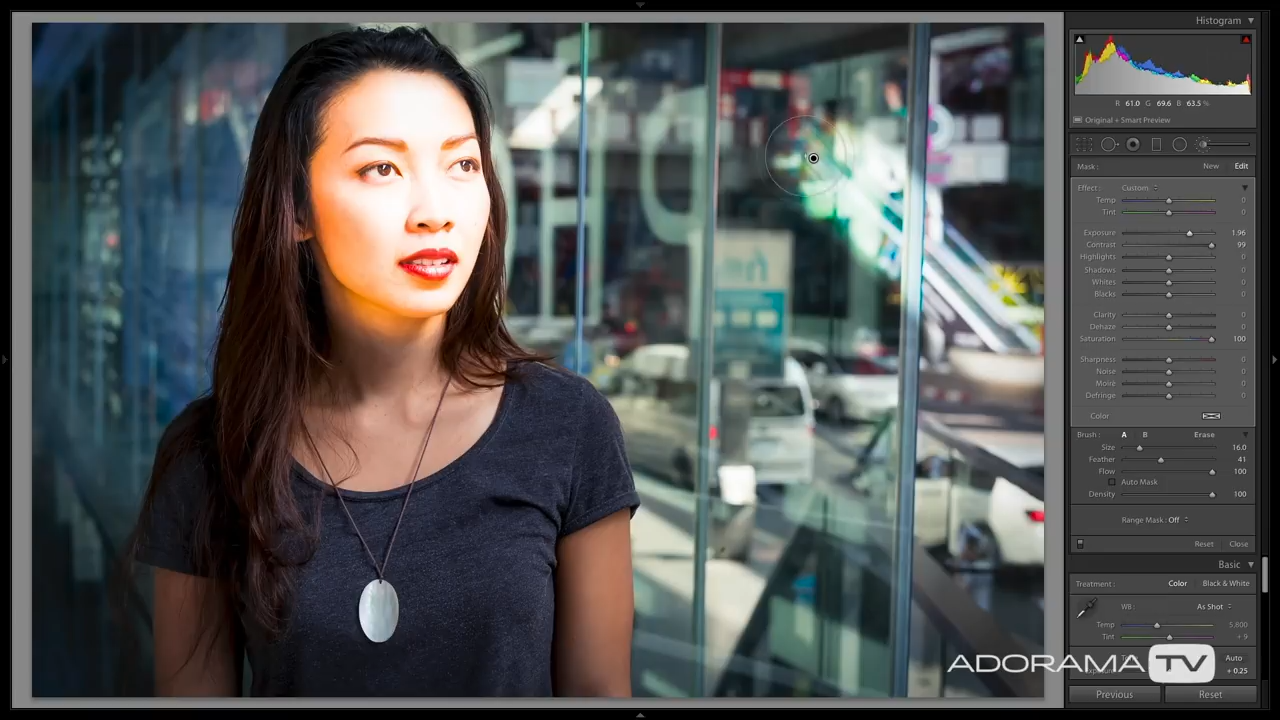 Histogram
R 61.0 G 69.6 B 63.5 %
Original + Smart Preview
Mask : New Edit
Effect : Custom
Temp 0
Tint 0
Exposure 1.96
Contrast 99
Highlights 0
Shadows 0
Whites 0
Blacks 0
Clarity 0
Dehaze 0
Saturation 100
Sharpness 0
Noise 0
Moiré 0
Defringe 0
Color
Brush : A B Erase
Size 16.0
Feather 41
Flow 100
Auto Mask
Density 100
Range Mask : Off
Reset Close
Basic
Treatment : Color Black & White
WB : As Shot
Temp 5,800
Tint + 9
Auto
+ 0.25
ADORAMA TV
Previous Reset